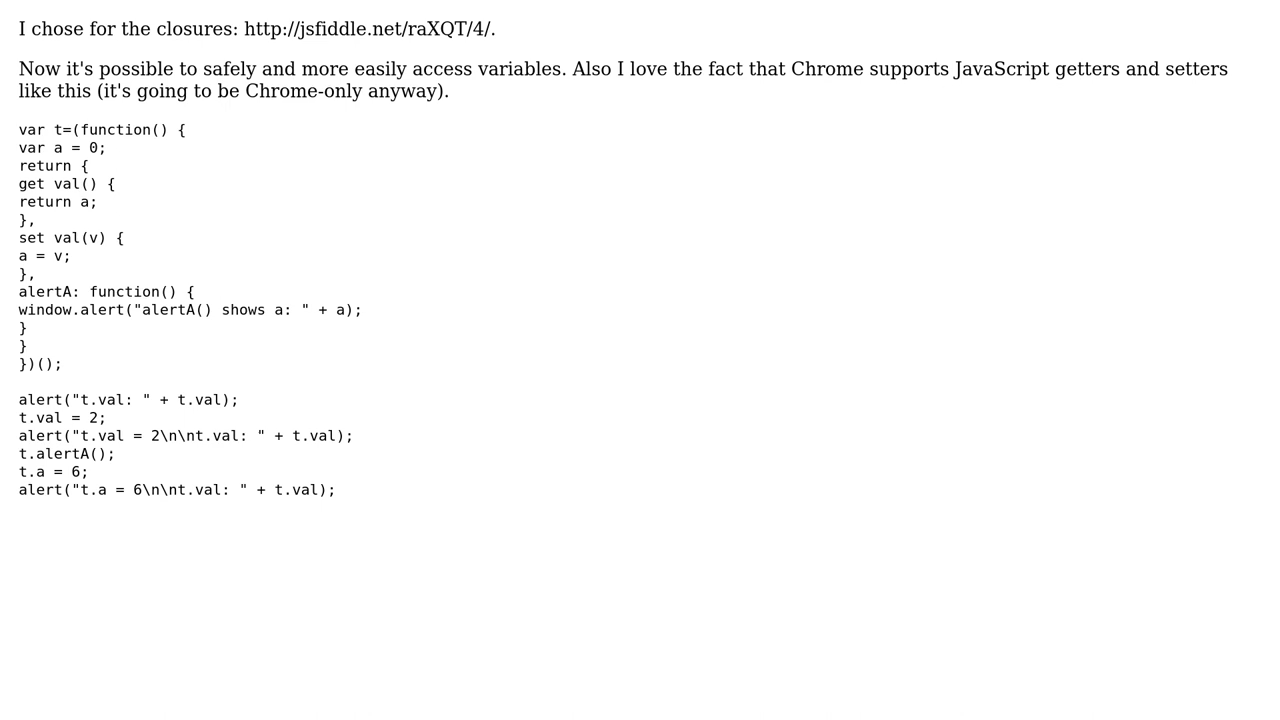 I chose for the closures: http://jsfiddle.net/raXQT/4/.
Now it's possible to safely and more easily access variables. Also I love the fact that Chrome supports JavaScript getters and setters
like this (it's going to be Chrome-only anyway).
var t=(function() {
var a = 0;
return {
get val() {
return a;
},
set val(v) {
a = v;
},
alertA: function() {
window.alert("alertA() shows a: " + a);
}
}
})();
alert("t.val: " + t.val);
t.val = 2;
alert("t.val = 2\n\nt.val: " + t.val);
t.alertA();
t.a = 6;
alert("t.a = 6\n\nt.val: " + t.val);